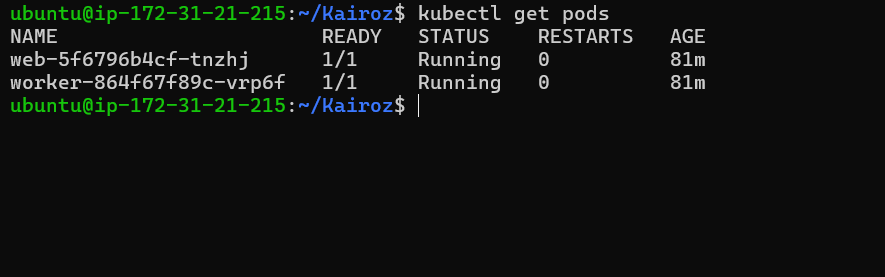 ubuntu@ip-172-31-21-215:~/Kairoz$ kubectl get pods
NAME                      READY   STATUS    RESTARTS   AGE
web-5f6796b4cf-tnzhj      1/1     Running   0          81m
worker-864f67f89c-vrp6f   1/1     Running   0          81m
ubuntu@ip-172-31-21-215:~/Kairoz$